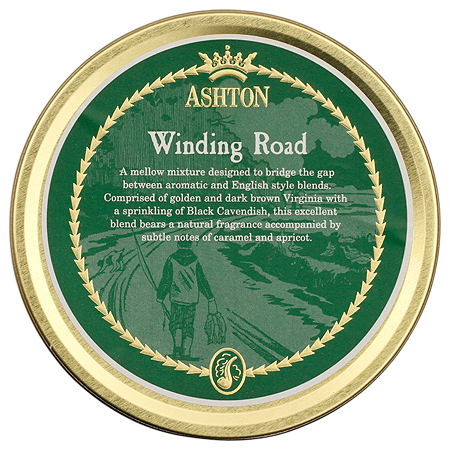 ASHTON
Winding Road
A mellow mixture designed to bridge the gap
between aromatic and English style blends.
Comprised of golden and dark brown Virginia with
a sprinkling of Black Cavendish, this excellent
blend bears a natural fragrance accompanied by
subtle notes of caramel and apricot.